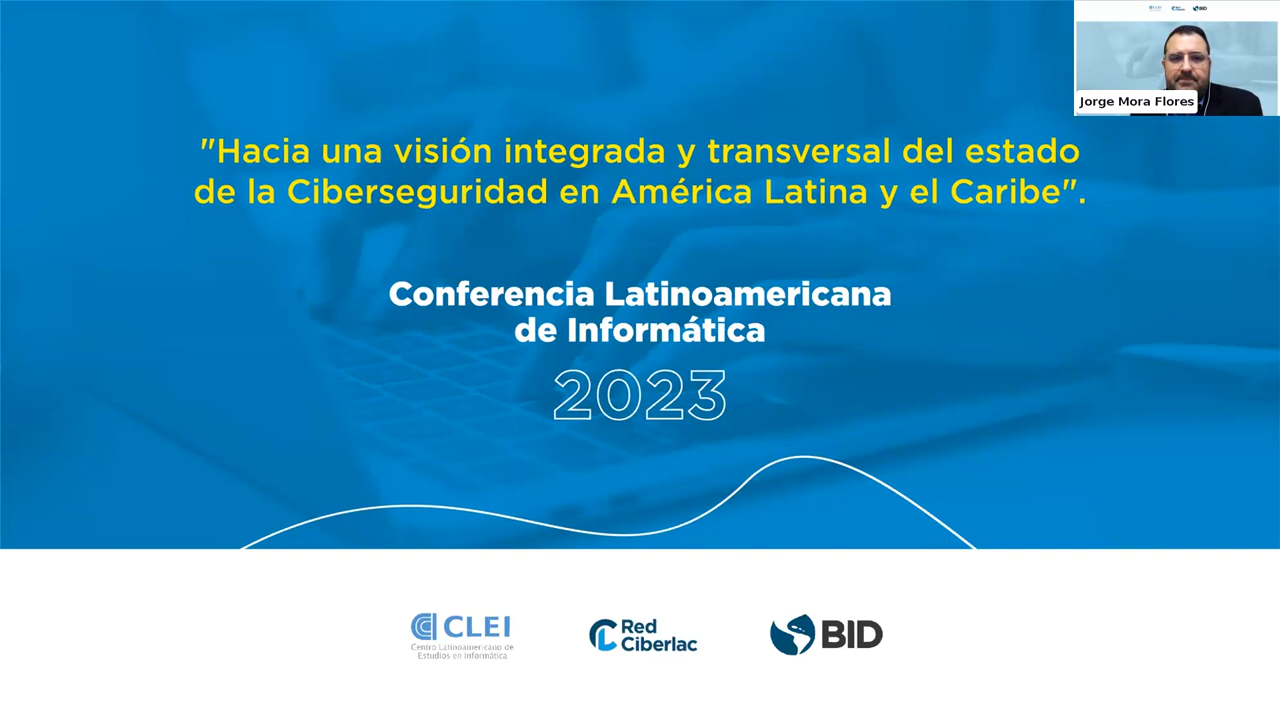 Jorge Mora Flores
"Hacia una visión integrada y transversal del estado
de la Ciberseguridad en América Latina y el Caribe".
Conferencia Latinoamericana
de Informática
2023
CLEI
Centro Latinoamericano de
Estudios en Informática
Red
Ciberlac
BID